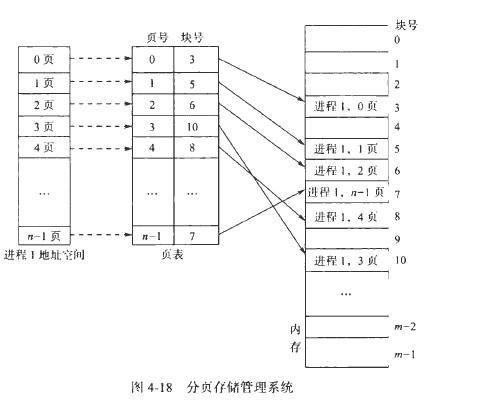 块号
页号 块号
0
0页 0 3
1
1页 1 5
2
2页 2 6
进程1，0页 3
3页 3 10
4
4页 4 8
进程1，1页 5
进程1，2页 6
… … …
进程1，n-1页 7
进程1，4页 8
n-1页 n-1 7
9
进程1地址空间 页表
进程1，3页 10
…
内存
m-2
m-1
图4-18 分页存储管理系统